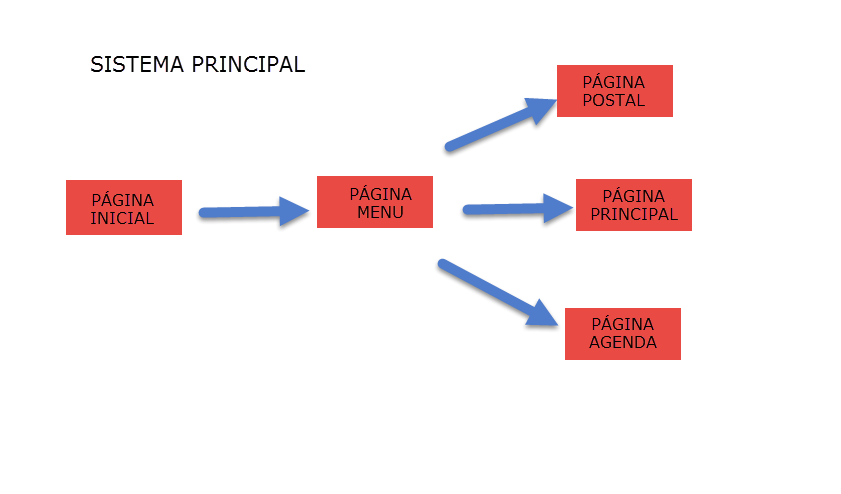 SISTEMA PRINCIPAL
PÁGINA
INICIAL
PÁGINA
MENU
PÁGINA
POSTAL
PÁGINA
PRINCIPAL
PÁGINA
AGENDA